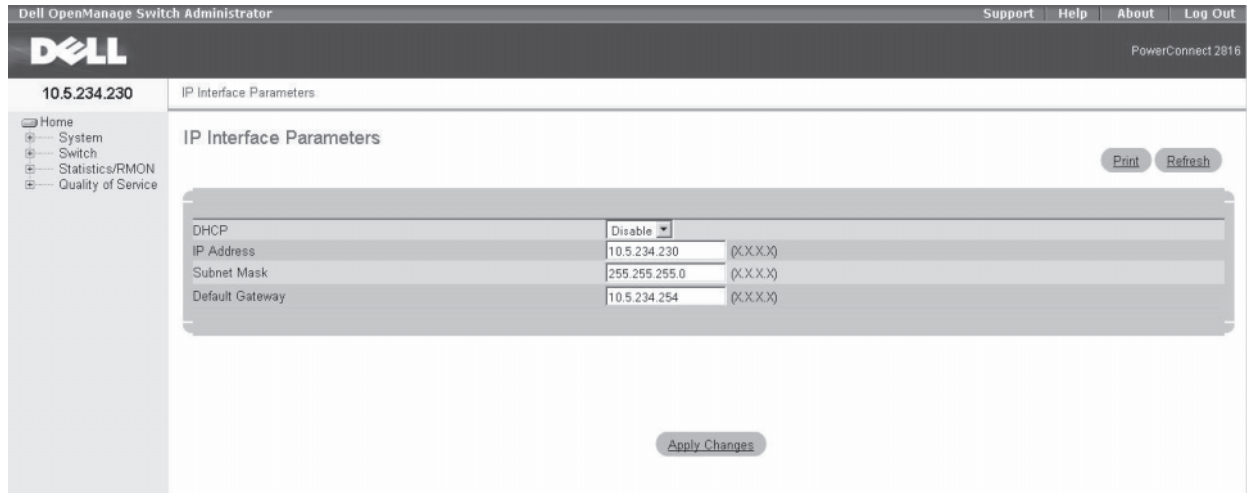 Dell OpenManage Switch Administrator
Support Help About Log Out
DELL
PowerConnect 2816
10.5.234.230
IP Interface Parameters
Home
System
Switch
Statistics/RMON
Quality of Service
IP Interface Parameters
Print Refresh
DHCP Disable
IP Address 10.5.234.230 (X.X.X.X)
Subnet Mask 255.255.255.0 (X.X.X.X)
Default Gateway 10.5.234.254 (X.X.X.X)
Apply Changes